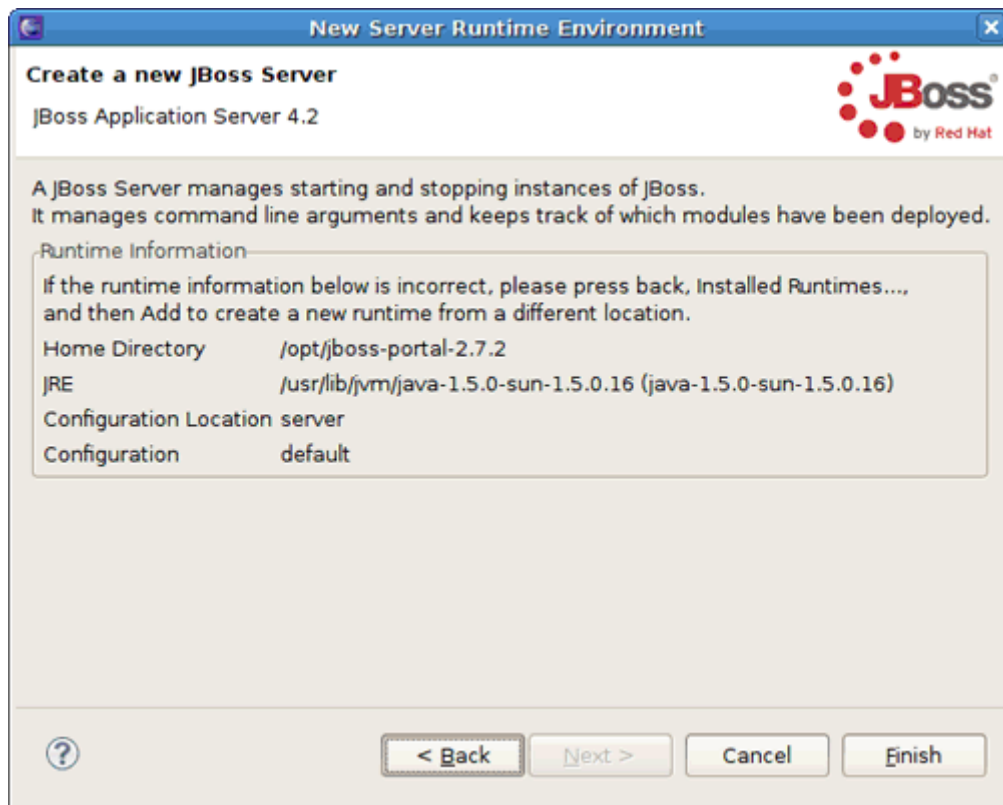 New Server Runtime Environment
Create a new JBoss Server
JBoss Application Server 4.2
JBoss®
by Red Hat
A JBoss Server manages starting and stopping instances of JBoss.
It manages command line arguments and keeps track of which modules have been deployed.
Runtime Information
If the runtime information below is incorrect, please press back, Installed Runtimes...,
and then Add to create a new runtime from a different location.
Home Directory /opt/jboss-portal-2.7.2
JRE /usr/lib/jvm/java-1.5.0-sun-1.5.0.16 (java-1.5.0-sun-1.5.0.16)
Configuration Location server
Configuration default
? < Back Next > Cancel Finish